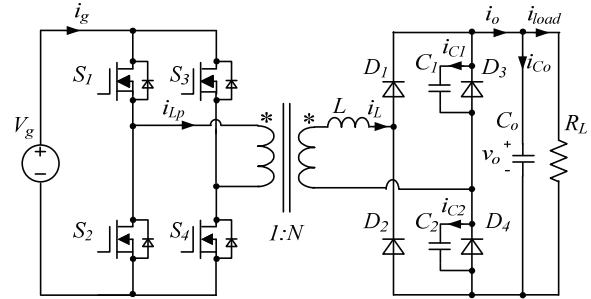 i_g
i_o
i_load
S_1
S_3
D_1
C_1
i_C1
D_3
i_Co
i_Lp
*
*
L
i_L
V_g
+
-
C_o
v_o
+
-
R_L
S_2
S_4
1:N
D_2
C_2
i_C2
D_4